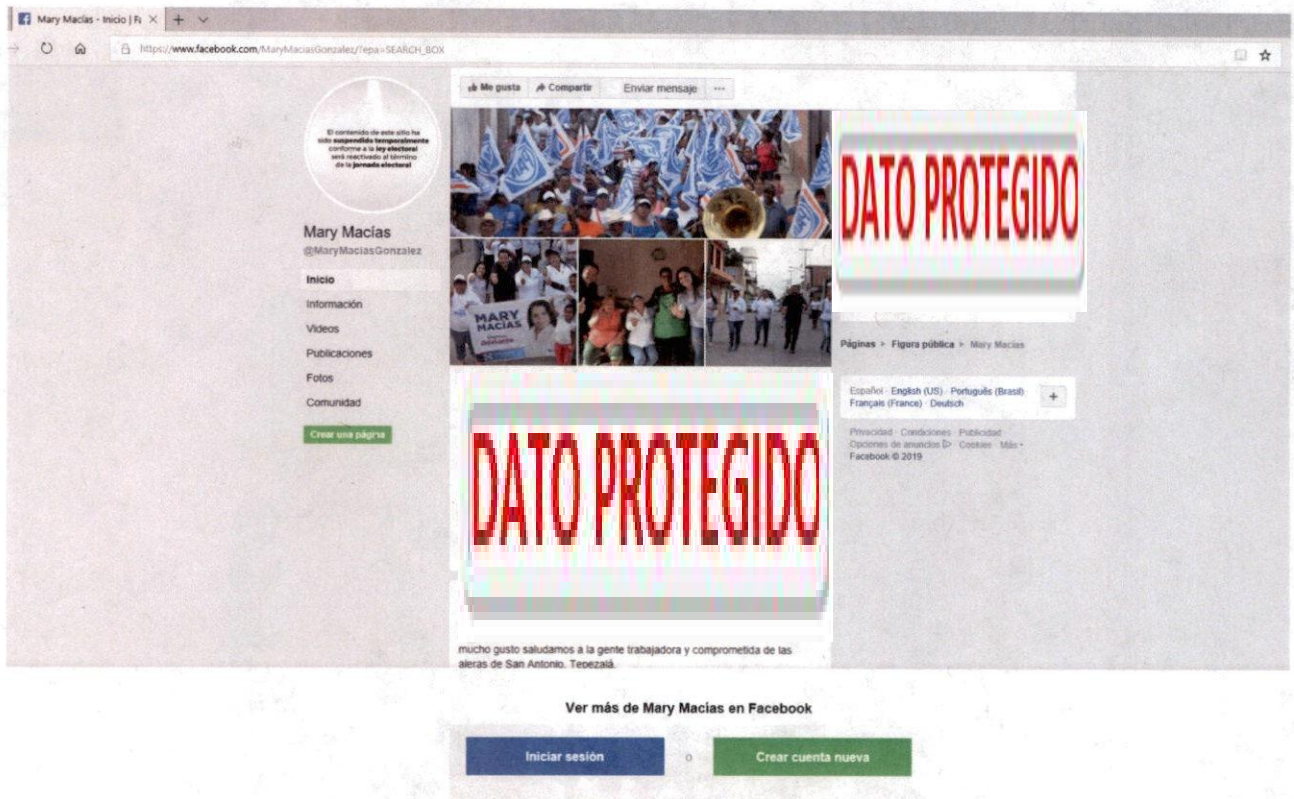 Mary Macías - Inicio | Fa
https://www.facebook.com/MaryMaciasGonzalez/?epa=SEARCH_BOX
Me gusta
Compartir
Enviar mensaje
El contenido de este sitio ha
sido suspendido temporalmente
conforme a la ley electoral
será reactivado al término
de la jornada electoral
Mary Macías
@MaryMaciasGonzalez
Inicio
Información
Videos
Publicaciones
Fotos
Comunidad
Crear una página
MARY
MACÍAS
DATO PROTEGIDO
Páginas > Figura pública > Mary Macías
Español · English (US) · Português (Brasil) ·
Français (France) · Deutsch
+
Privacidad · Condiciones · Publicidad ·
Opciones de anuncios · Cookies · Más
Facebook © 2019
DATO PROTEGIDO
mucho gusto saludamos a la gente trabajadora y comprometida de las
aleras de San Antonio, Tepezalá.
Ver más de Mary Macías en Facebook
Iniciar sesión
o
Crear cuenta nueva